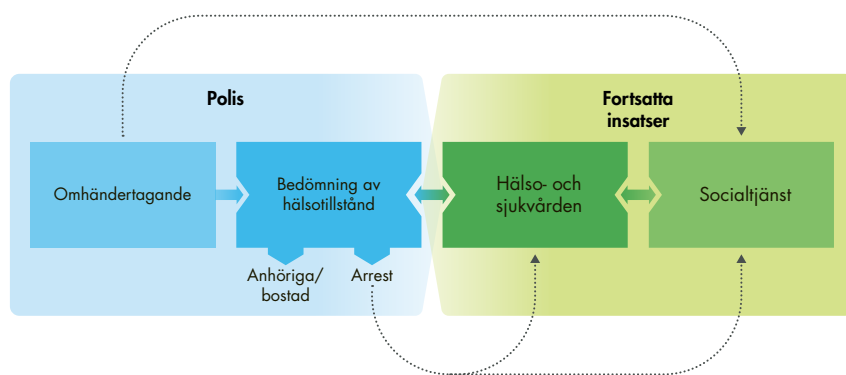 Polis
Fortsatta
insatser
Omhändertagande
Bedömning av
hälsotillstånd
Hälso- och
sjukvården
Socialtjänst
Anhöriga/
bostad
Arrest